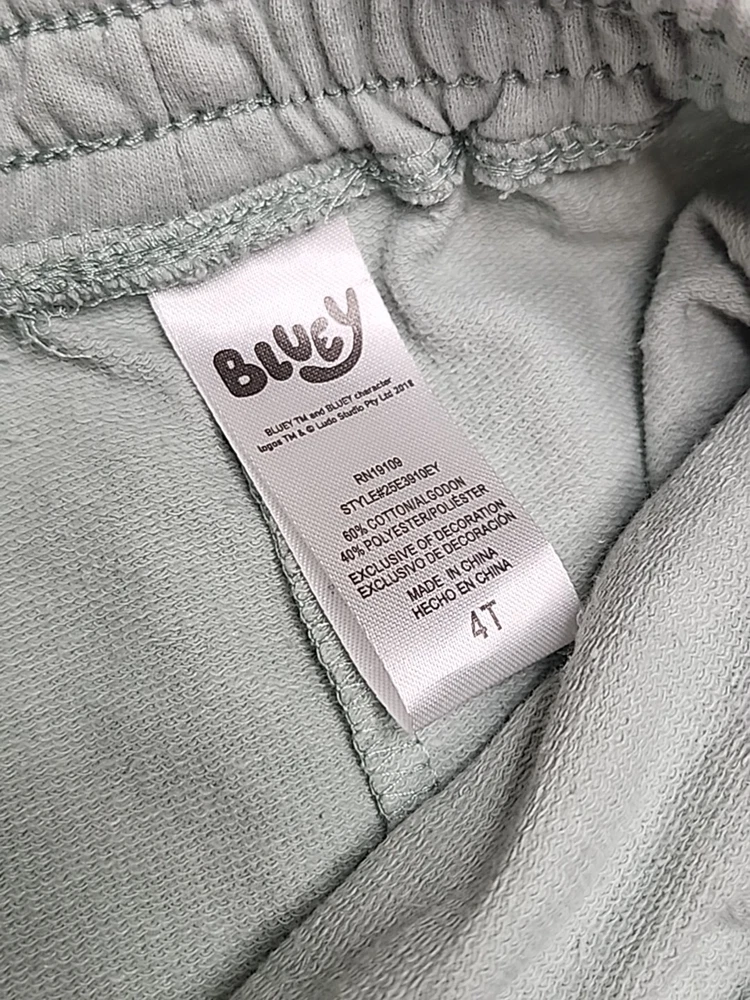 BLUEY
BLUEY TM and BLUEY character
logos TM & © Ludo Studio Pty Ltd 2018
RN19109
STYLE#25E3910EY
60% COTTON/ALGODON
40% POLYESTER/POLIÉSTER
EXCLUSIVE OF DECORATION
EXCLUSIVO DE DECORACIÓN
MADE IN CHINA
HECHO EN CHINA
4T